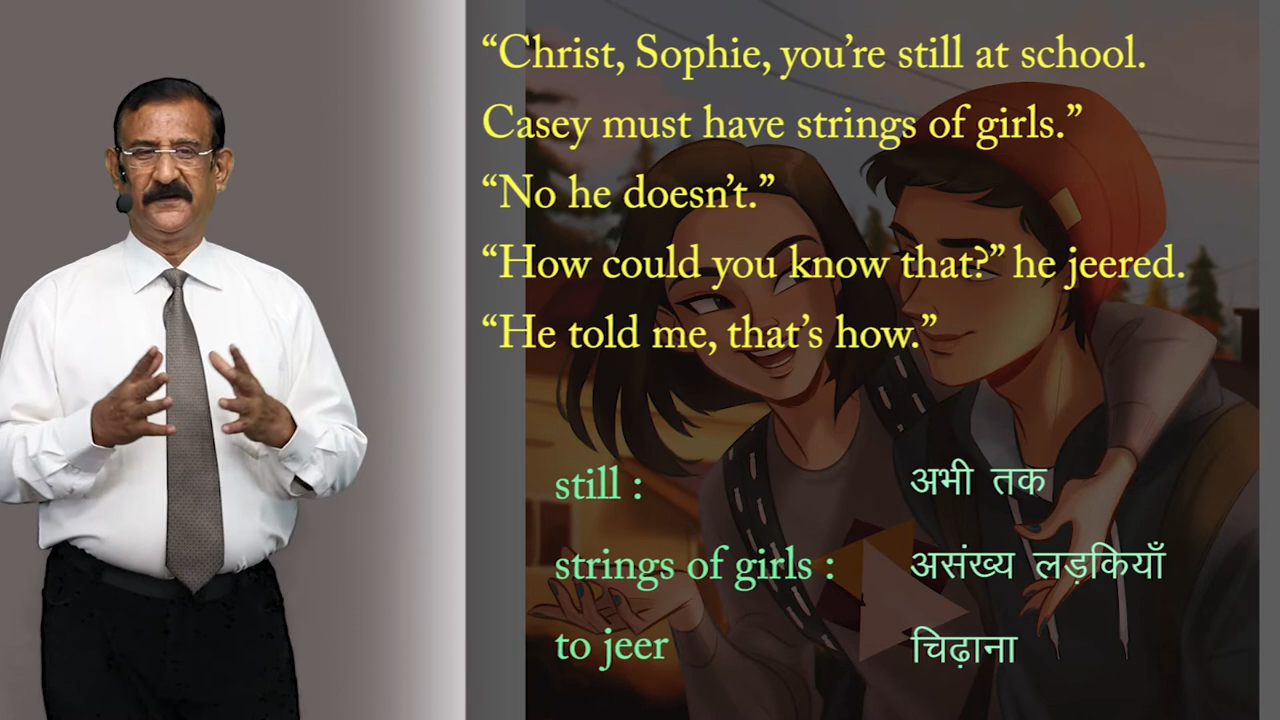 “Christ, Sophie, you’re still at school.
Casey must have strings of girls.”
“No he doesn’t.”
“How could you know that?” he jeered.
“He told me, that’s how.”
still : अभी तक
strings of girls : असंख्य लड़कियाँ
to jeer चिढ़ाना